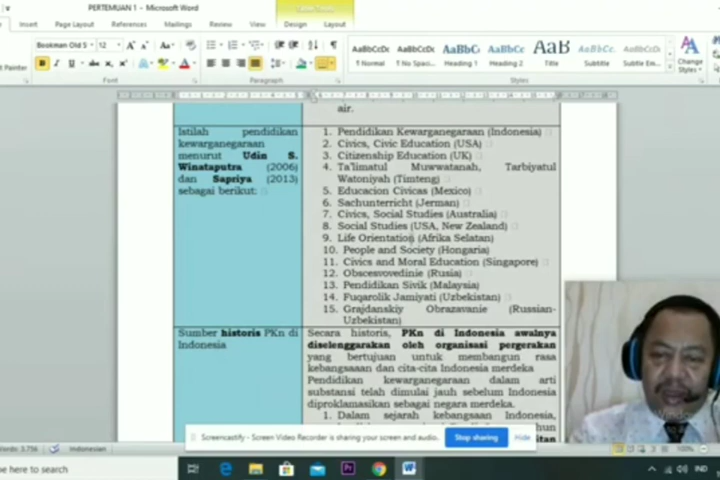 PERTEMUAN 1 - Microsoft Word
Insert Page Layout References Mailings Review View Design Layout
Bookman Old S 12
AaBbCcDc AaBbCcDc AaBbC AaBbCc AaB AaBbCc. AaBbCcDc
Painter
¶ Normal ¶ No Spaci... Heading 1 Heading 2 Title Subtitle Subtle Em...
Change Styles
Font Paragraph Styles
air.
Istilah pendidikan
kewarganegaraan
menurut Udin S.
Winataputra (2006)
dan Sapriya (2013)
sebagai berikut:
1. Pendidikan Kewarganegaraan (Indonesia)
2. Civics, Civic Education (USA)
3. Citizenship Education (UK)
4. Ta'limatul Muwwatanah, Tarbiyatul
Watoniyah (Timteng)
5. Educacion Civicas (Mexico)
6. Sachunterricht (Jerman)
7. Civics, Social Studies (Australia)
8. Social Studies (USA, New Zealand)
9. Life Orientation (Afrika Selatan)
10. People and Society (Hongaria)
11. Civics and Moral Education (Singapore)
12. Obscesvovedinie (Rusia)
13. Pendidikan Sivik (Malaysia)
14. Fuqarolik Jamiyati (Uzbekistan)
15. Grajdanskiy Obrazavanie (Russian-
Uzbekistan)
Sumber historis PKn di
Indonesia
Secara historis, PKn di Indonesia awalnya
diselenggarakan oleh organisasi pergerakan
yang bertujuan untuk membangun rasa
kebangsaaan dan cita-cita Indonesia merdeka
Pendidikan kewarganegaraan dalam arti
substansi telah dimulai jauh sebelum Indonesia
diproklamasikan sebagai negara merdeka.
1. Dalam sejarah kebangsaan Indonesia,
Screencastify - Screen Video Recorder is sharing your screen and audio. Stop sharing Hide
Words: 3.756 Indonesian 100%
here to search
IND